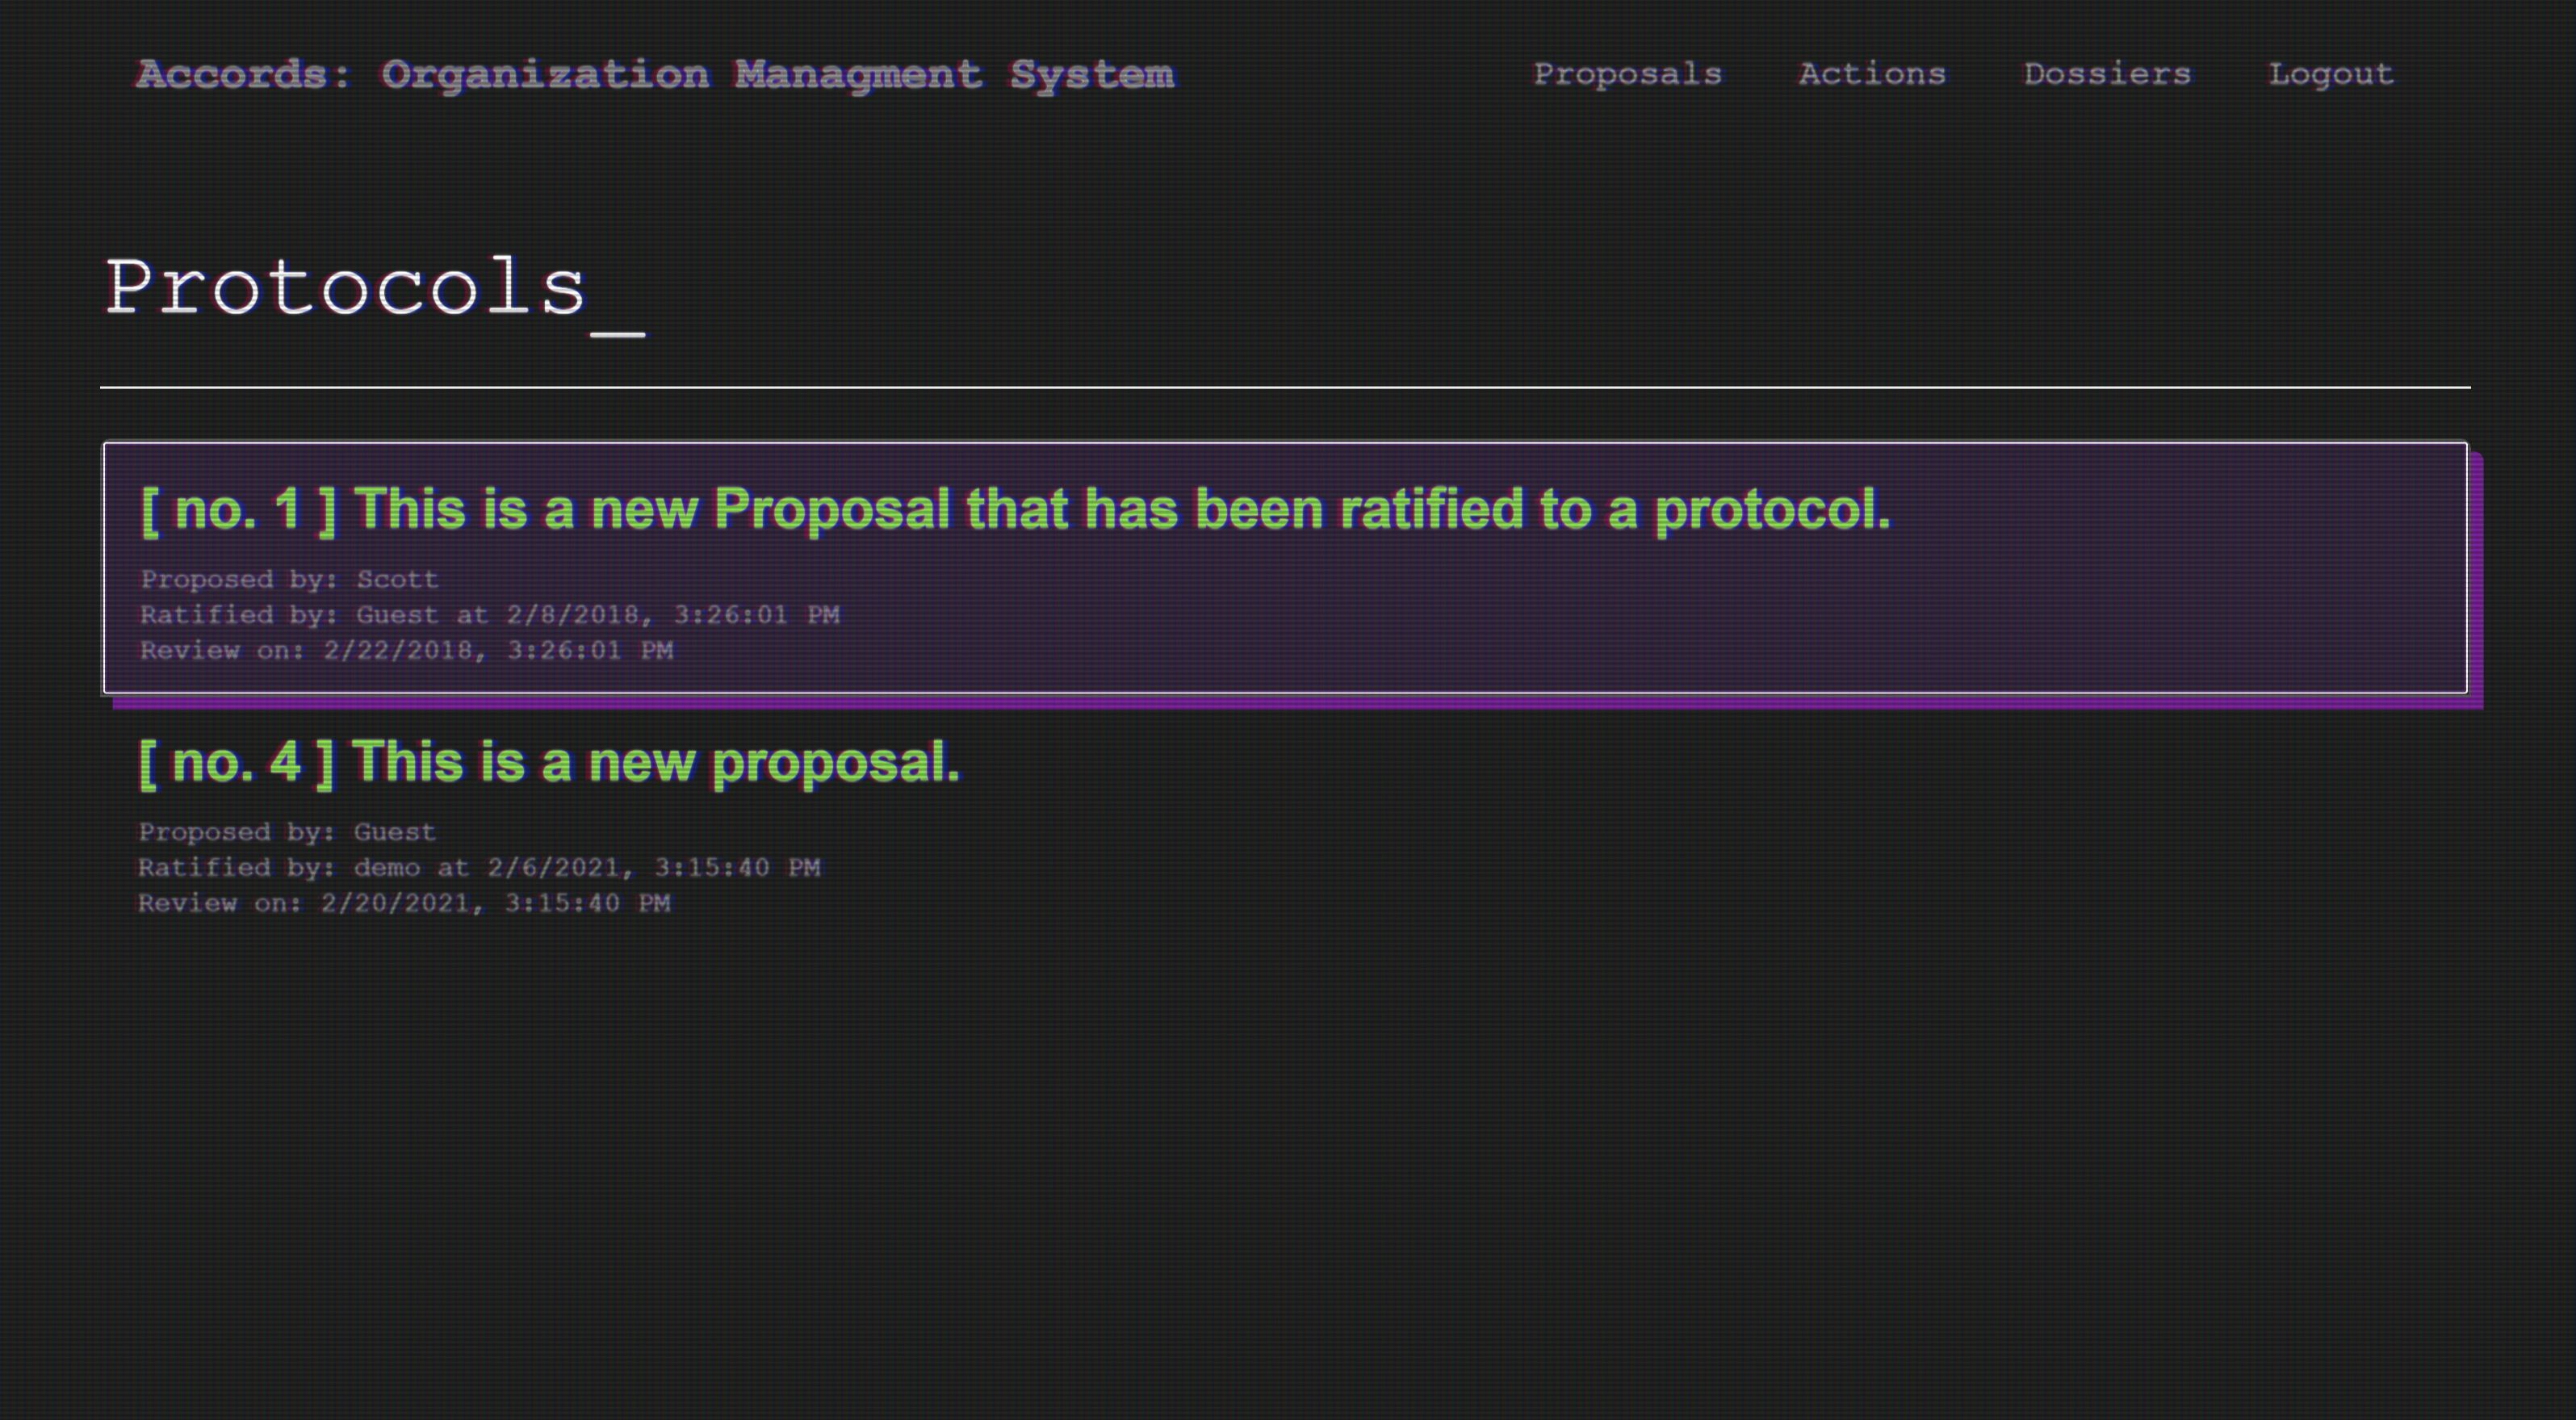 Accords: Organization Managment System
Proposals Actions Dossiers Logout
Protocols_
[ no. 1 ] This is a new Proposal that has been ratified to a protocol.
Proposed by: Scott
Ratified by: Guest at 2/8/2018, 3:26:01 PM
Review on: 2/22/2018, 3:26:01 PM
[ no. 4 ] This is a new proposal.
Proposed by: Guest
Ratified by: demo at 2/6/2021, 3:15:40 PM
Review on: 2/20/2021, 3:15:40 PM